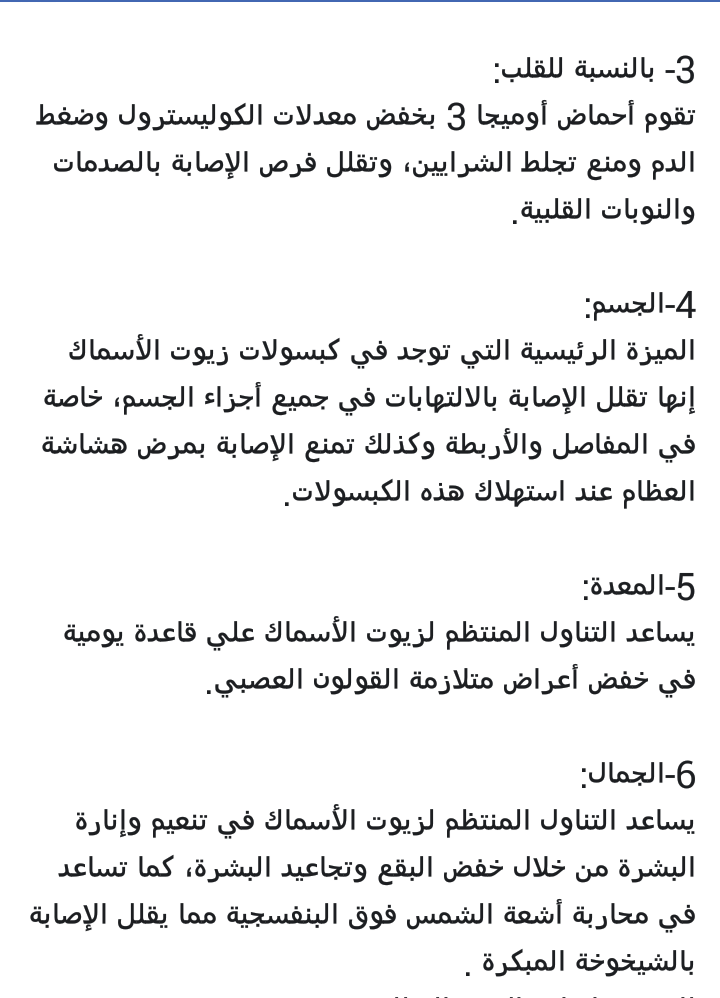 3- بالنسبة للقلب:
تقوم أحماض أوميجا 3 بخفض معدلات الكوليسترول وضغط
الدم ومنع تجلط الشرايين، وتقلل فرص الإصابة بالصدمات
والنوبات القلبية.
4-الجسم:
الميزة الرئيسية التي توجد في كبسولات زيوت الأسماك
إنها تقلل الإصابة بالالتهابات في جميع أجزاء الجسم، خاصة
في المفاصل والأربطة وكذلك تمنع الإصابة بمرض هشاشة
العظام عند استهلاك هذه الكبسولات.
5-المعدة:
يساعد التناول المنتظم لزيوت الأسماك علي قاعدة يومية
في خفض أعراض متلازمة القولون العصبي.
6-الجمال:
يساعد التناول المنتظم لزيوت الأسماك في تنعيم وإنارة
البشرة من خلال خفض البقع وتجاعيد البشرة، كما تساعد
في محاربة أشعة الشمس فوق البنفسجية مما يقلل الإصابة
بالشيخوخة المبكرة .